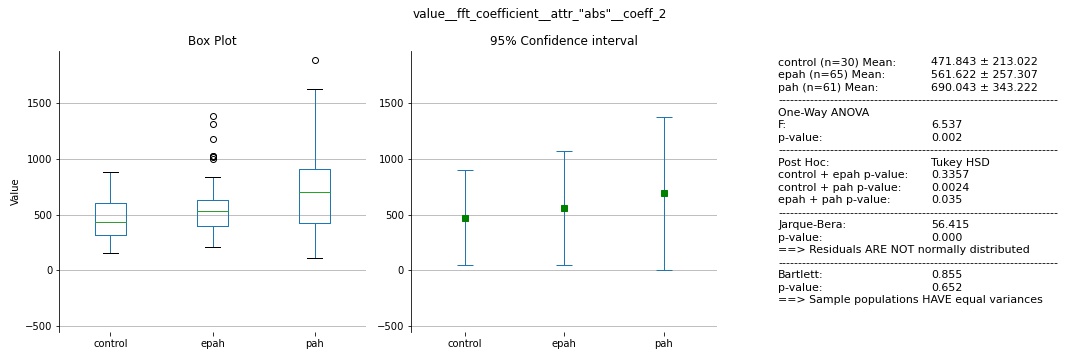 value__fft_coefficient__attr_"abs"__coeff_2
Box Plot
Value
1500
1000
500
0
−500
control epah pah
95% Confidence interval
1500
1000
500
0
−500
control epah pah
control (n=30) Mean: 471.843 ± 213.022
epah (n=65) Mean: 561.622 ± 257.307
pah (n=61) Mean: 690.043 ± 343.222
One-Way ANOVA
F: 6.537
p-value: 0.002
Post Hoc: Tukey HSD
control + epah p-value: 0.3357
control + pah p-value: 0.0024
epah + pah p-value: 0.035
Jarque-Bera: 56.415
p-value: 0.000
==> Residuals ARE NOT normally distributed
Bartlett: 0.855
p-value: 0.652
==> Sample populations HAVE equal variances